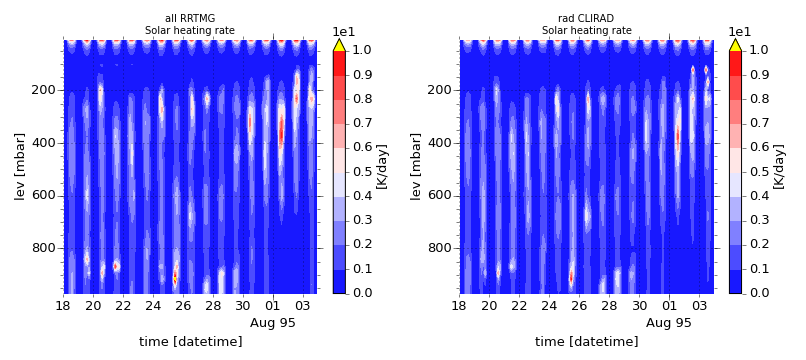 all RRTMG
Solar heating rate
1e1
1.0
0.9
0.8
0.7
0.6
0.5
0.4
0.3
0.2
0.1
0.0
[K/day]
lev [mbar]
200
400
600
800
18 20 22 24 26 28 30 01 03
Aug 95
time [datetime]
rad CLIRAD
Solar heating rate
1e1
1.0
0.9
0.8
0.7
0.6
0.5
0.4
0.3
0.2
0.1
0.0
[K/day]
lev [mbar]
200
400
600
800
18 20 22 24 26 28 30 01 03
Aug 95
time [datetime]